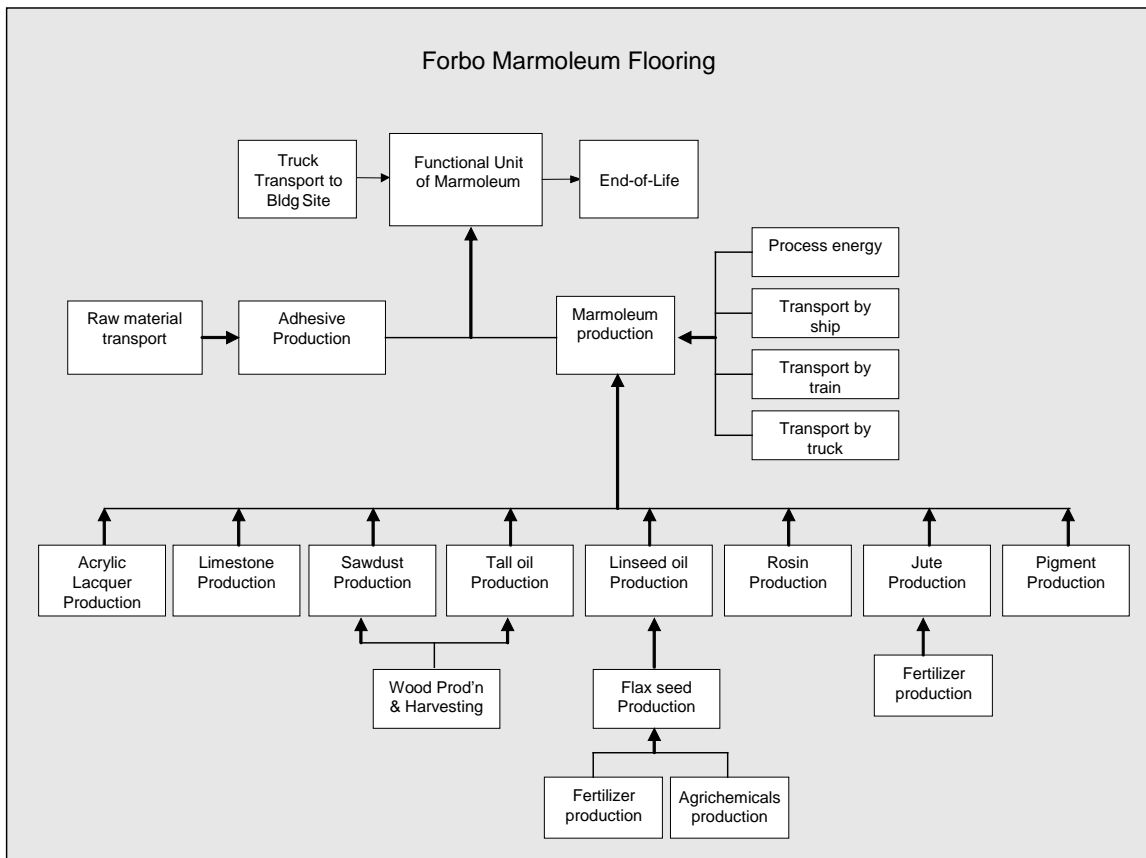 Forbo Marmoleum Flooring
Truck
Transport to
Bldg Site
Functional Unit
of Marmoleum
End-of-Life
Process energy
Transport by
ship
Transport by
train
Transport by
truck
Raw material
transport
Adhesive
Production
Marmoleum
production
Acrylic
Lacquer
Production
Limestone
Production
Sawdust
Production
Tall oil
Production
Linseed oil
Production
Rosin
Production
Jute
Production
Pigment
Production
Wood Prod’n
& Harvesting
Flax seed
Production
Fertilizer
production
Fertilizer
production
Agrichemicals
production